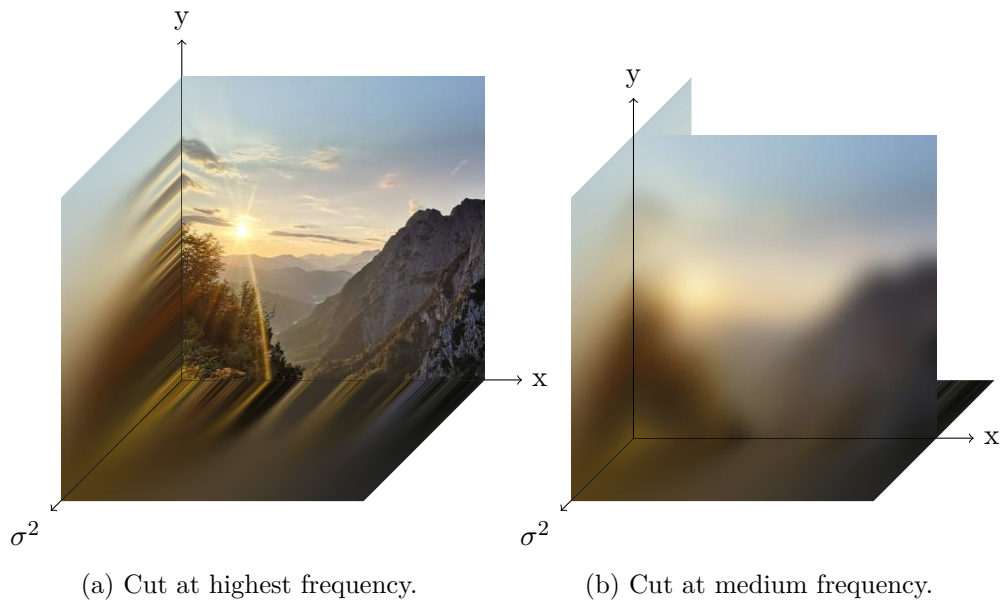 y
x
σ²
(a) Cut at highest frequency.
y
x
σ²
(b) Cut at medium frequency.